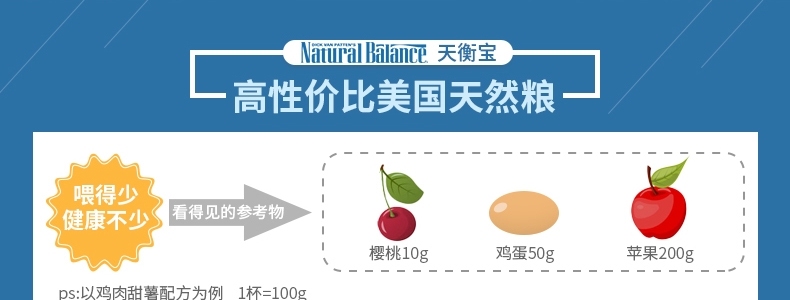 DICK VAN PATTEN'S
Natural Balance 天衡宝
高性价比美国天然粮
喂得少
健康不少
看得见的参考物
樱桃10g 鸡蛋50g 苹果200g
ps:以鸡肉甜薯配方为例 1杯=100g